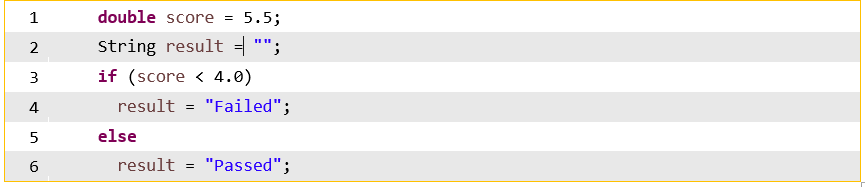 1 double score = 5.5;
2 String result = "";
3 if (score < 4.0)
4 result = "Failed";
5 else
6 result = "Passed";